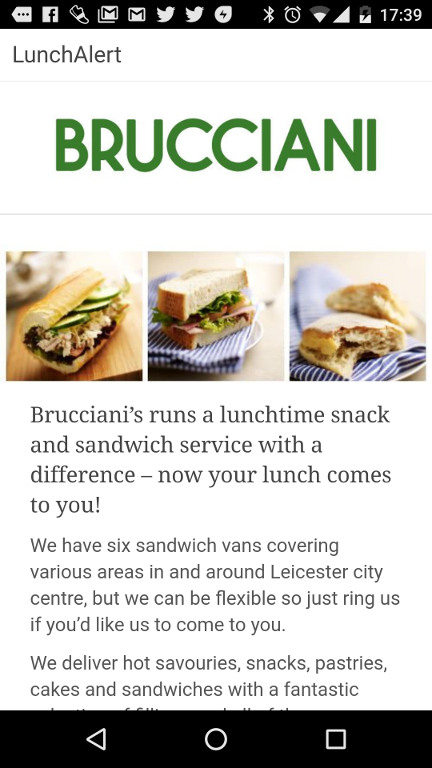 17:39
LunchAlert
BRUCCIANI
Brucciani’s runs a lunchtime snack
and sandwich service with a
difference – now your lunch comes
to you!
We have six sandwich vans covering
various areas in and around Leicester city
centre, but we can be flexible so just ring us
if you’d like us to come to you.
We deliver hot savouries, snacks, pastries,
cakes and sandwiches with a fantastic